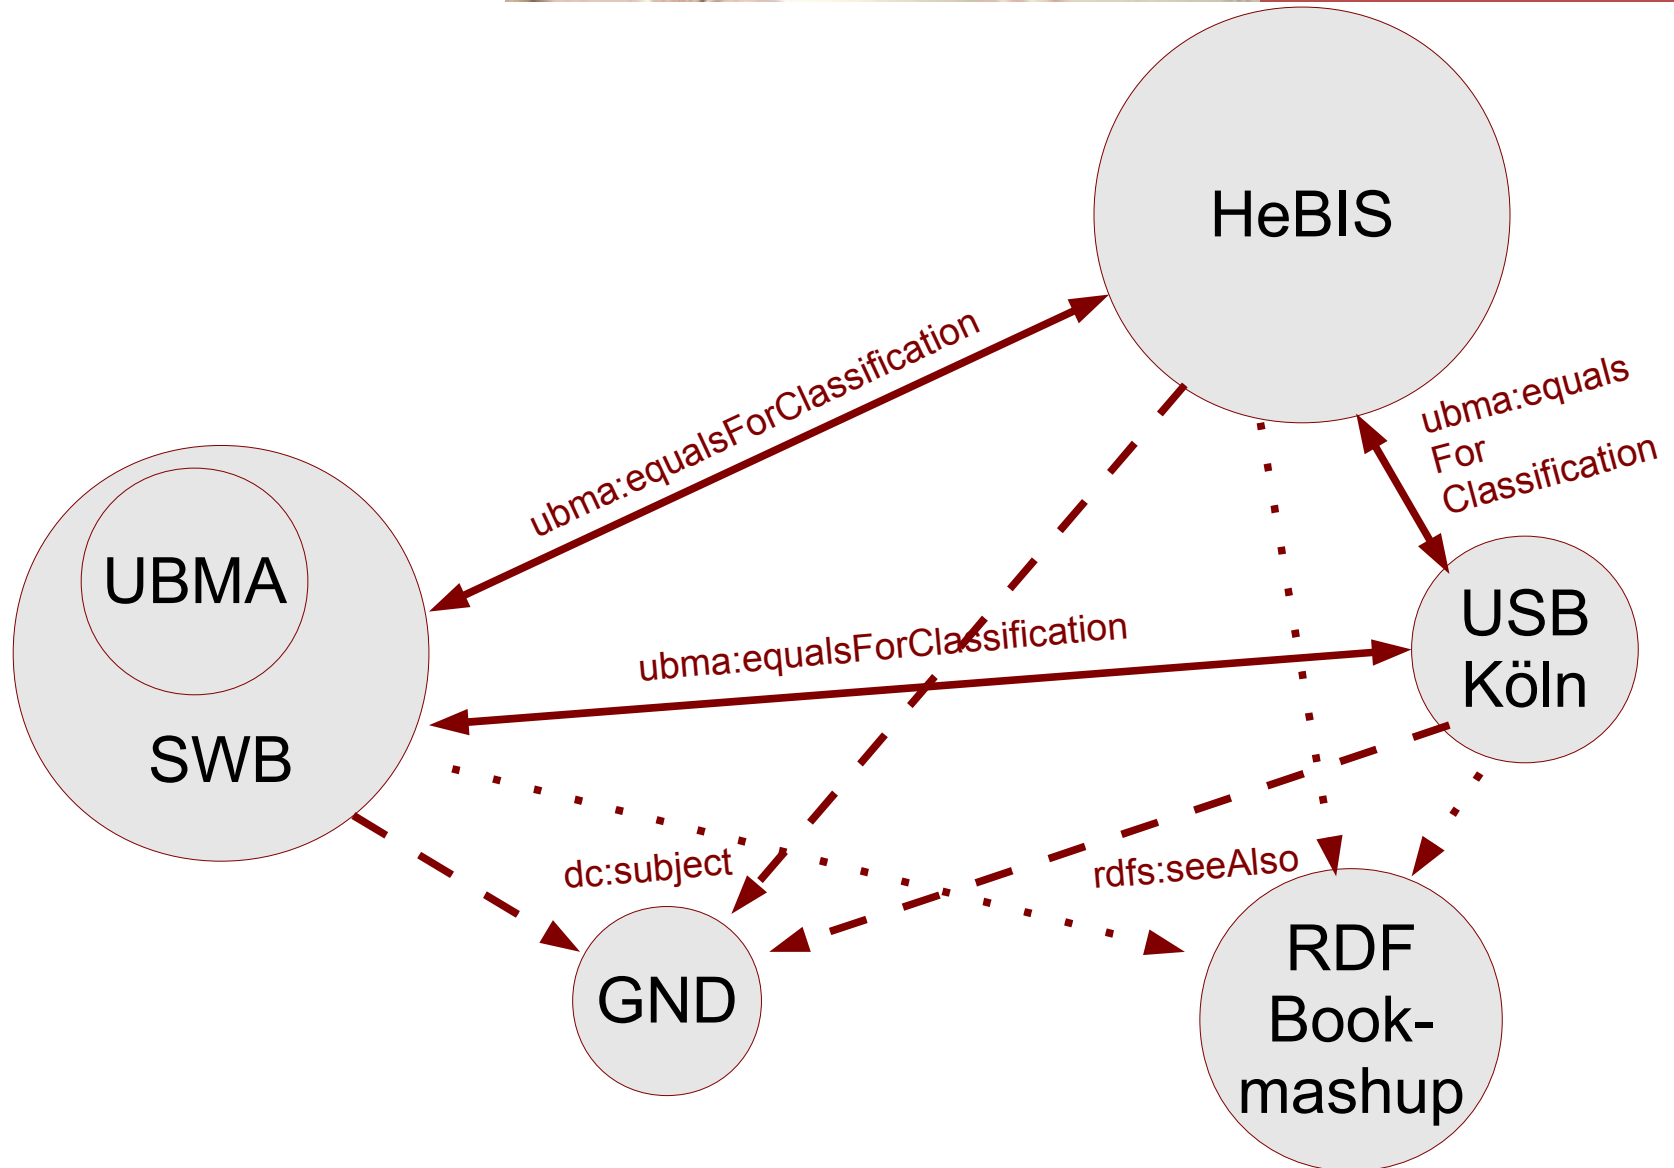 HeBIS
ubma:equalsForClassification
ubma:equals
For
Classification
UBMA
SWB
ubma:equalsForClassification
USB
Köln
dc:subject
rdfs:seeAlso
GND
RDF
Book-
mashup